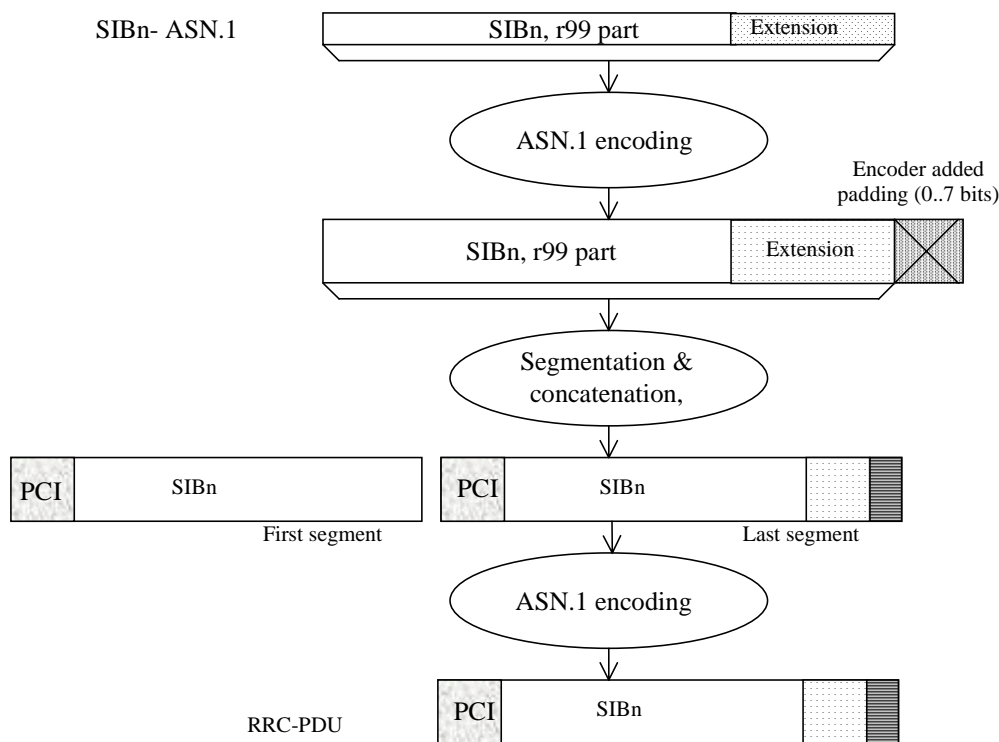 SIBn- ASN.1
SIBn, r99 part
Extension
ASN.1 encoding
Encoder added
padding (0..7 bits)
SIBn, r99 part
Extension
Segmentation &
concatenation,
PCI
SIBn
PCI
SIBn
First segment
Last segment
ASN.1 encoding
PCI
SIBn
RRC-PDU